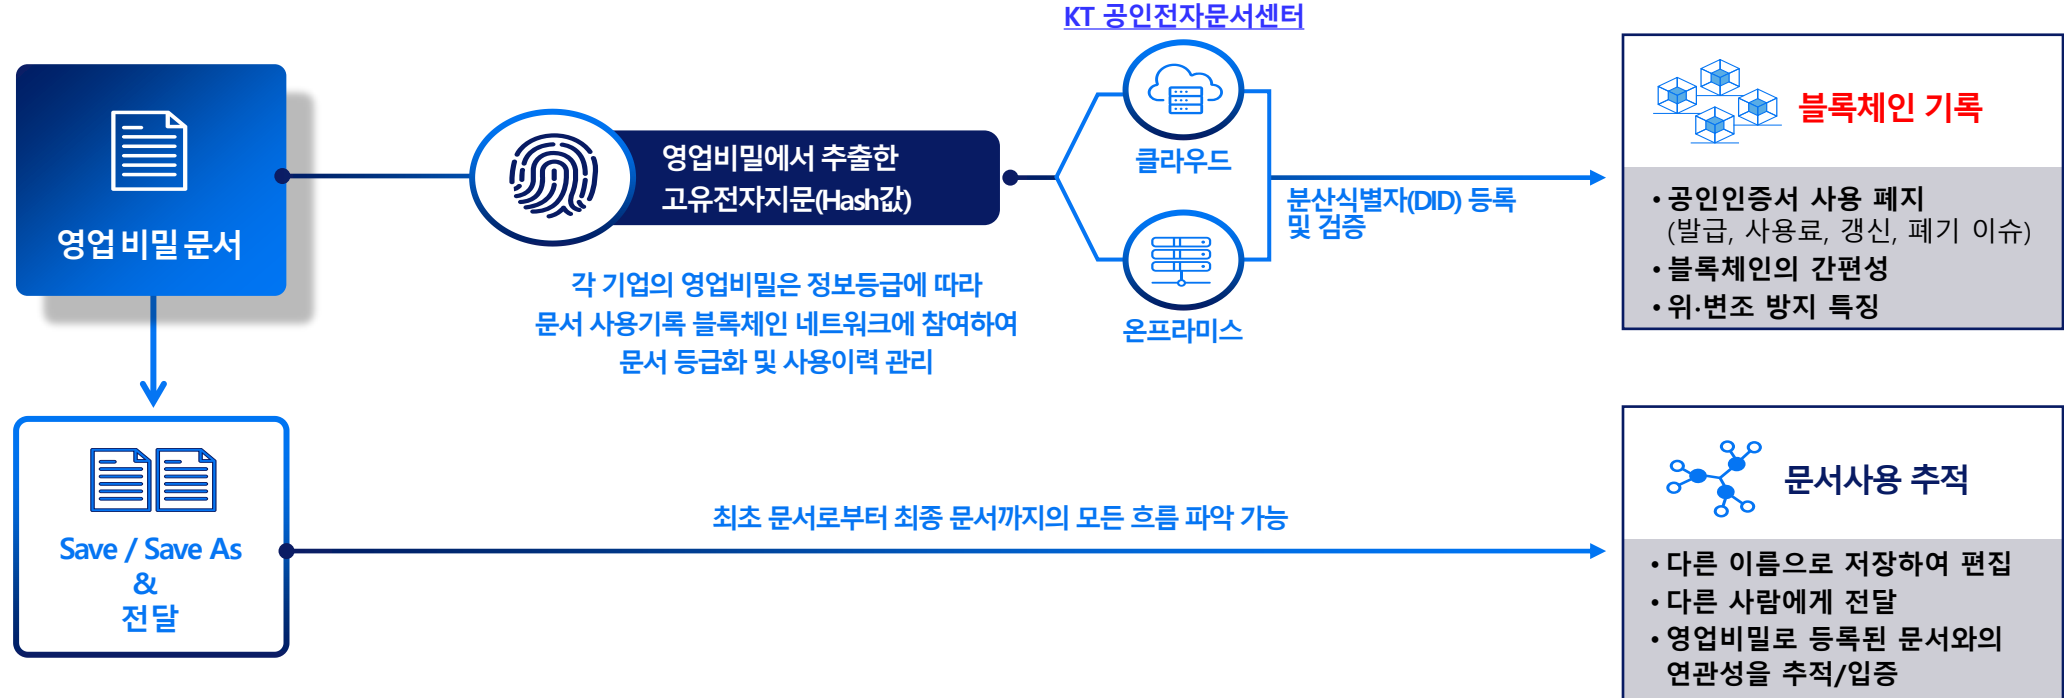 KT 공인전자문서센터
영업 비밀 문서
영업비밀에서 추출한
고유전자지문(Hash값)
각 기업의 영업비밀은 정보등급에 따라
문서 사용기록 블록체인 네트워크에 참여하여
문서 등급화 및 사용이력 관리
클라우드
온프라미스
분산식별자(DID) 등록
및 검증
블록체인 기록
• 공인인증서 사용 폐지
(발급, 사용료, 갱신, 폐기 이슈)
• 블록체인의 간편성
• 위·변조 방지 특징
Save / Save As
&
전달
최초 문서로부터 최종 문서까지의 모든 흐름 파악 가능
문서사용 추적
• 다른 이름으로 저장하여 편집
• 다른 사람에게 전달
• 영업비밀로 등록된 문서와의
연관성을 추적/입증